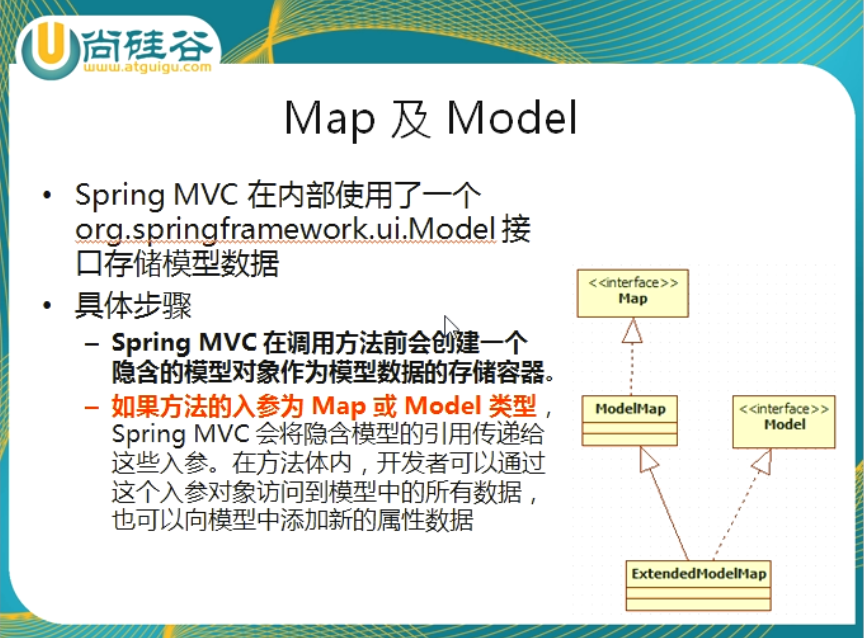 尚硅谷
www.atguigu.com
Map 及 Model
• Spring MVC 在内部使用了一个
org.springframework.ui.Model 接
口存储模型数据
• 具体步骤
– Spring MVC 在调用方法前会创建一个
隐含的模型对象作为模型数据的存储容器。
– 如果方法的入参为 Map 或 Model 类型，
Spring MVC 会将隐含模型的引用传递给
这些入参。在方法体内，开发者可以通过
这个入参对象访问到模型中的所有数据，
也可以向模型中添加新的属性数据
<<interface>>
Map
ModelMap
<<interface>>
Model
ExtendedModelMap